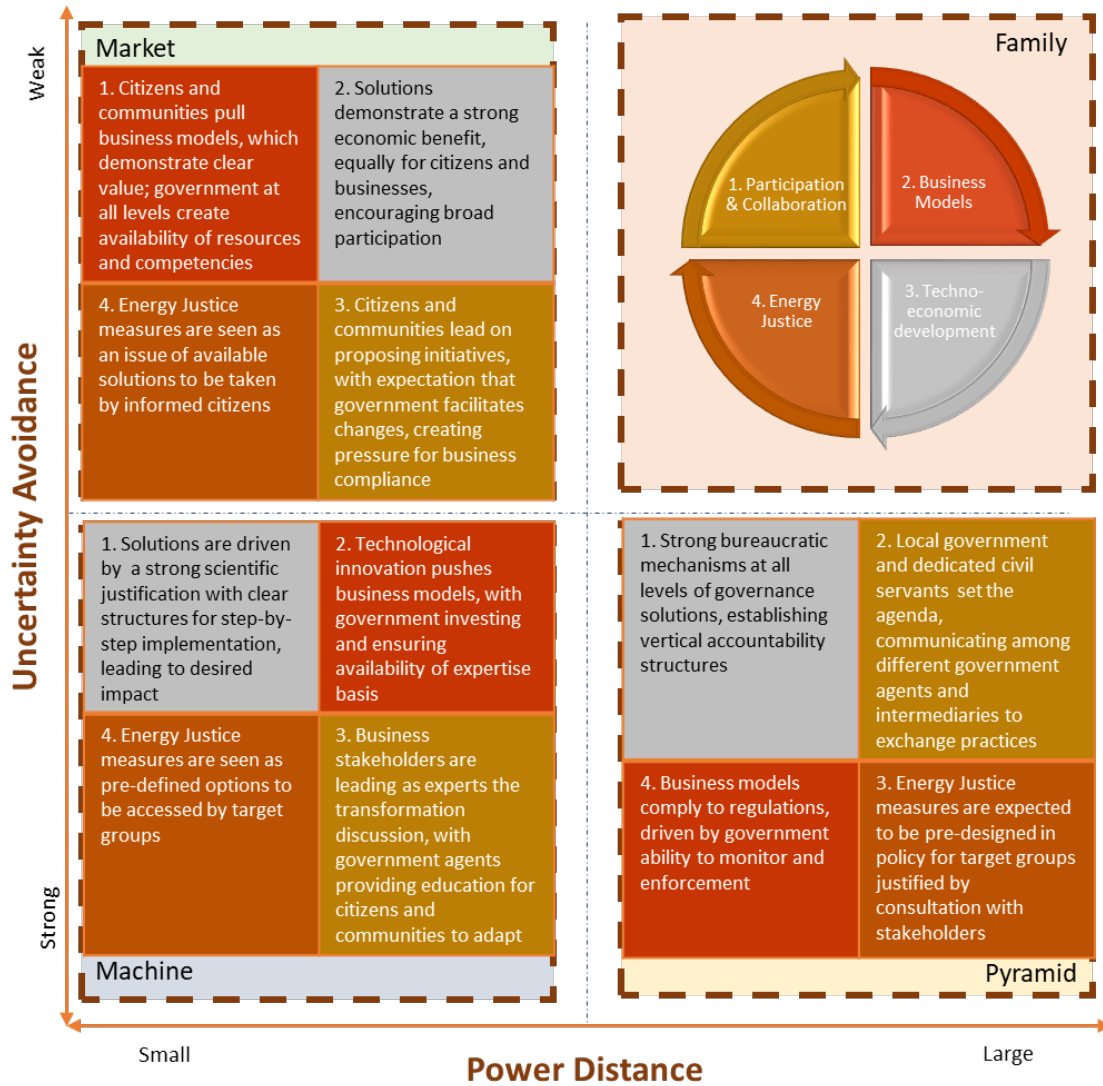 Weak
Uncertainty Avoidance
Strong
Market
1. Citizens and
communities pull
business models, which
demonstrate clear
value; government at
all levels create
availability of resources
and competencies
2. Solutions
demonstrate a strong
economic benefit,
equally for citizens and
businesses,
encouraging broad
participation
4. Energy Justice
measures are seen as
an issue of available
solutions to be taken
by informed citizens
3. Citizens and
communities lead on
proposing initiatives,
with expectation that
government facilitates
changes, creating
pressure for business
compliance
Family
1. Participation
& Collaboration
2. Business
Models
4. Energy
Justice
3. Techno-
economic
development
1. Solutions are driven
by a strong scientific
justification with clear
structures for step-by-
step implementation,
leading to desired
impact
2. Technological
innovation pushes
business models, with
government investing
and ensuring
availability of expertise
basis
4. Energy Justice
measures are seen as
pre-defined options to
be accessed by target
groups
3. Business
stakeholders are
leading as experts the
transformation
discussion, with
government agents
providing education for
citizens and
communities to adapt
Machine
1. Strong bureaucratic
mechanisms at all
levels of governance
solutions, establishing
vertical accountability
structures
2. Local government
and dedicated civil
servants set the
agenda,
communicating among
different government
agents and
intermediaries to
exchange practices
4. Business models
comply to regulations,
driven by government
ability to monitor and
enforcement
3. Energy Justice
measures are expected
to be pre-designed in
policy for target groups
justified by
consultation with
stakeholders
Pyramid
Small
Power Distance
Large